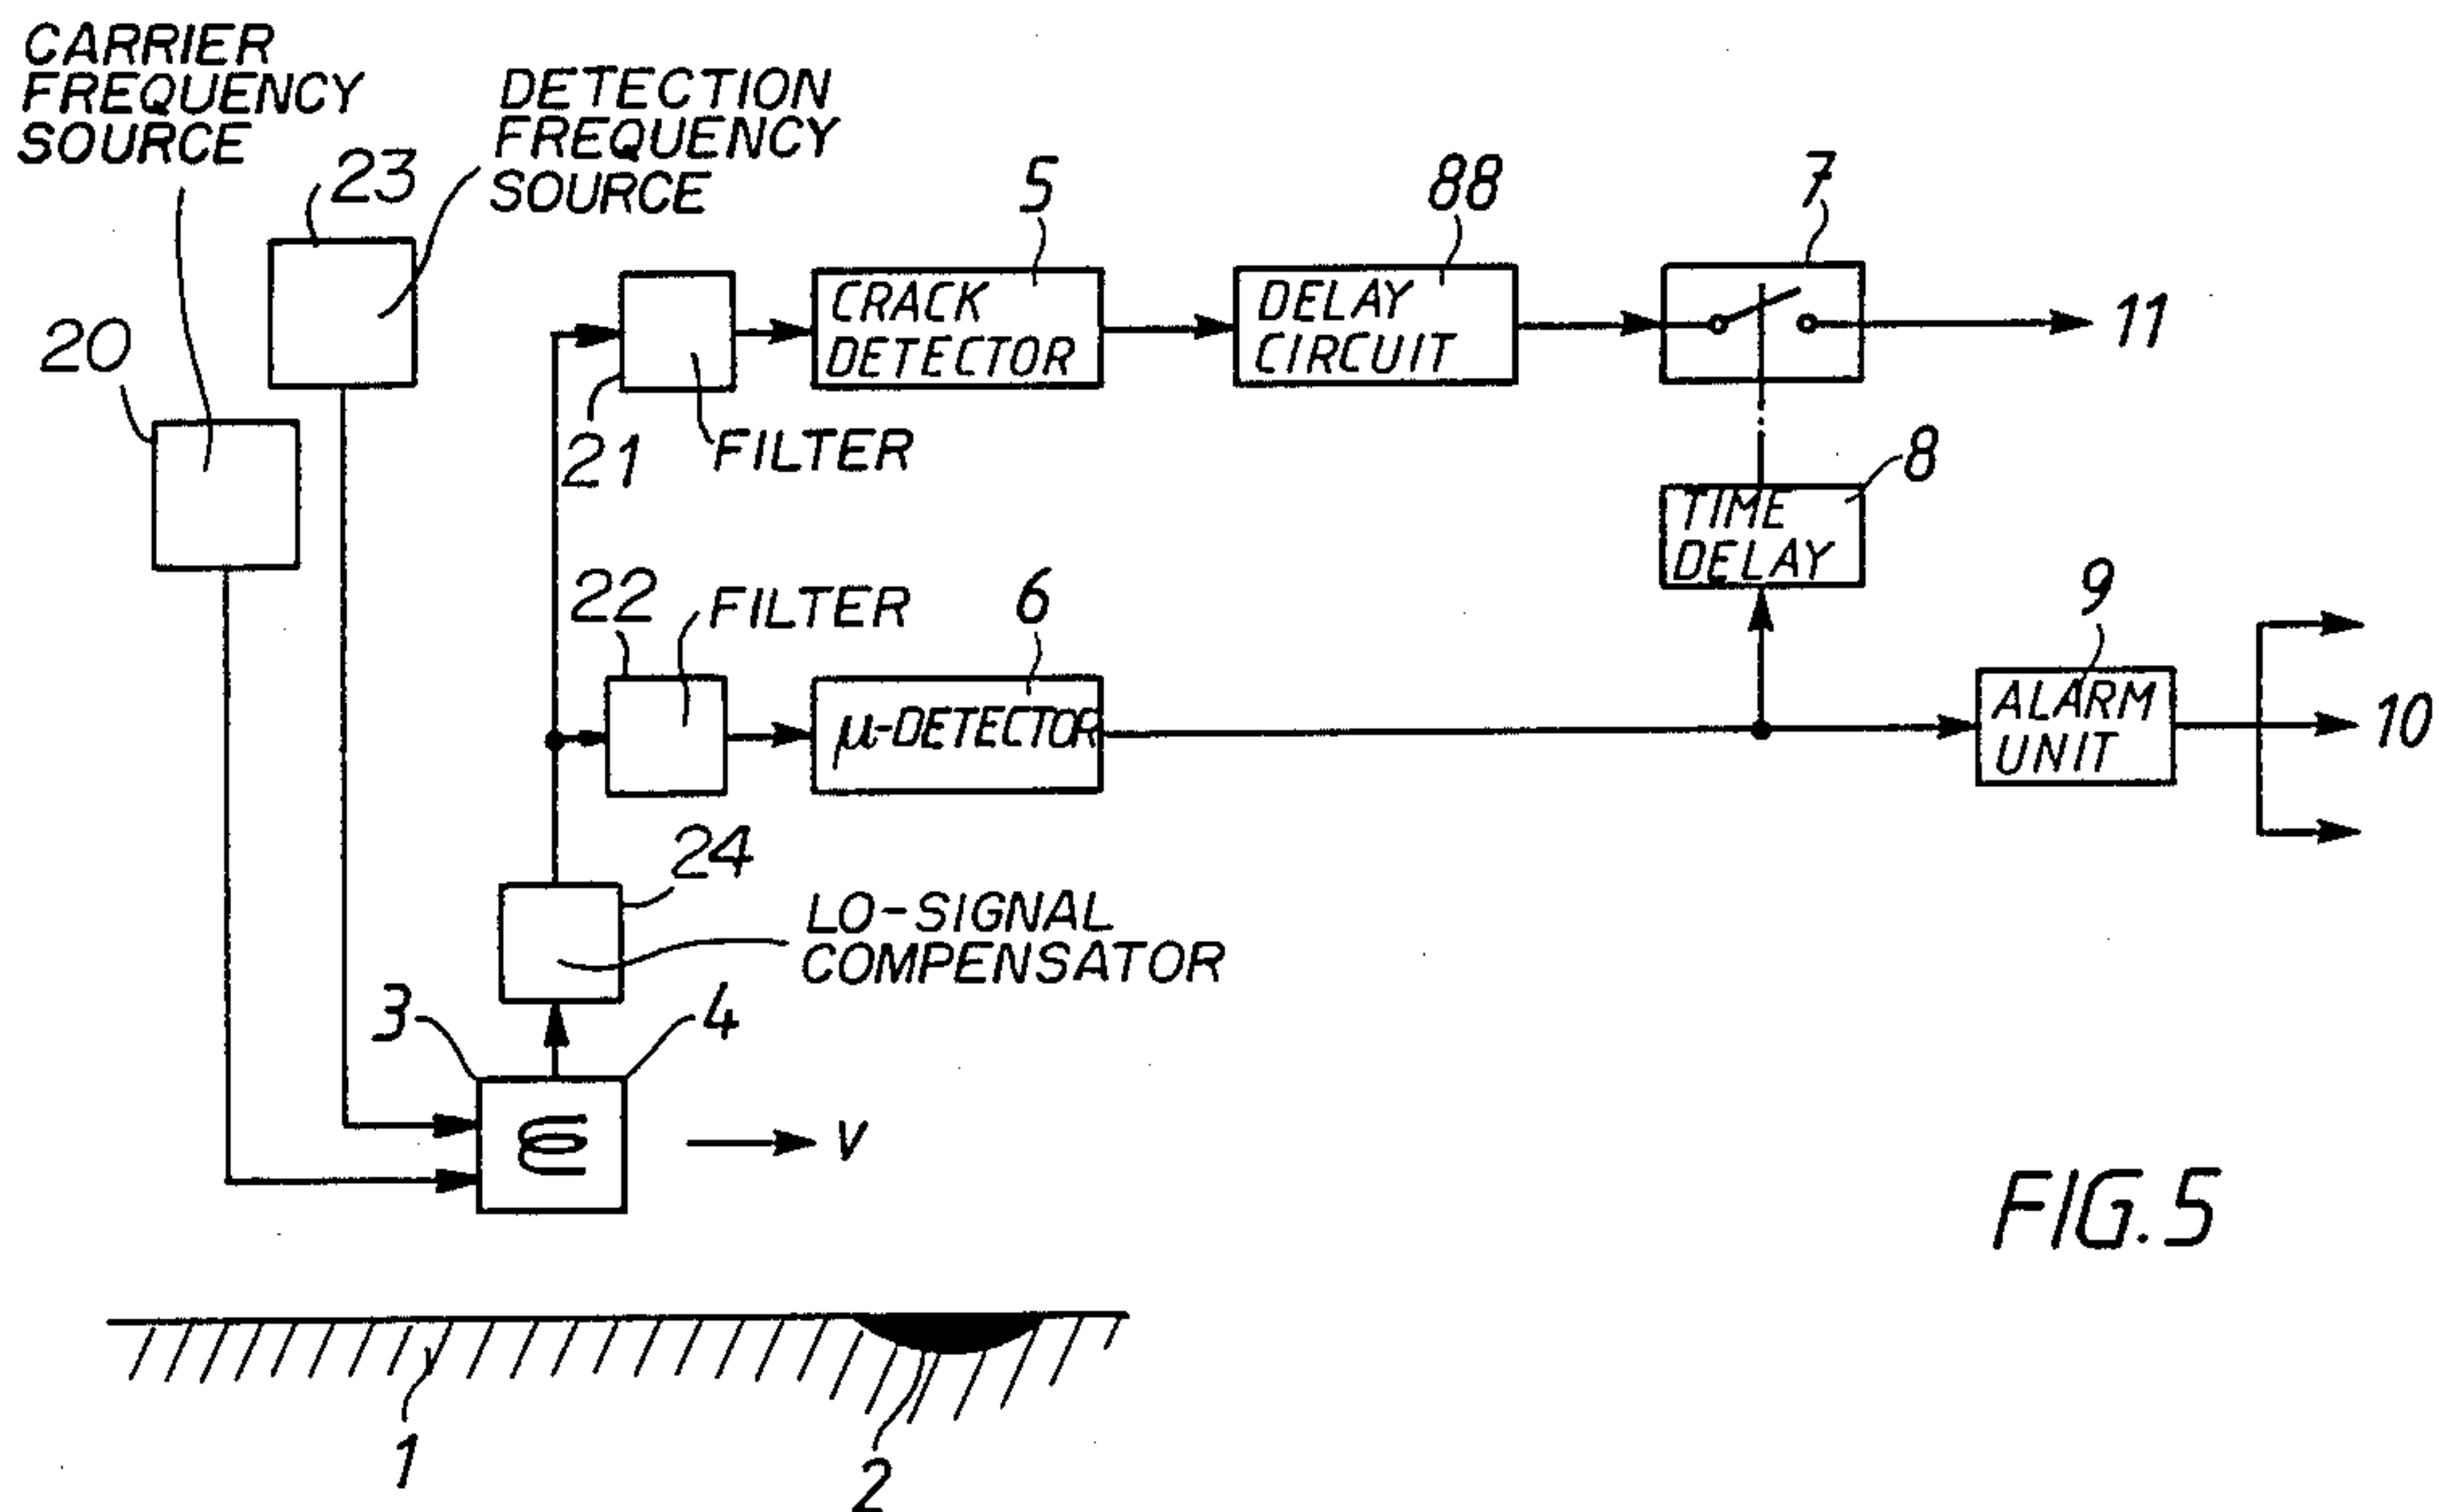 CARRIER
FREQUENCY
SOURCE
DETECTION
FREQUENCY
SOURCE
23
20
5
88
7
CRACK
DETECTOR
DELAY
CIRCUIT
11
21
FILTER
8
TIME
DELAY
22
FILTER
6
9
μ-DETECTOR
ALARM
UNIT
10
24
LO-SIGNAL
COMPENSATOR
3
4
V
FIG. 5
1
2